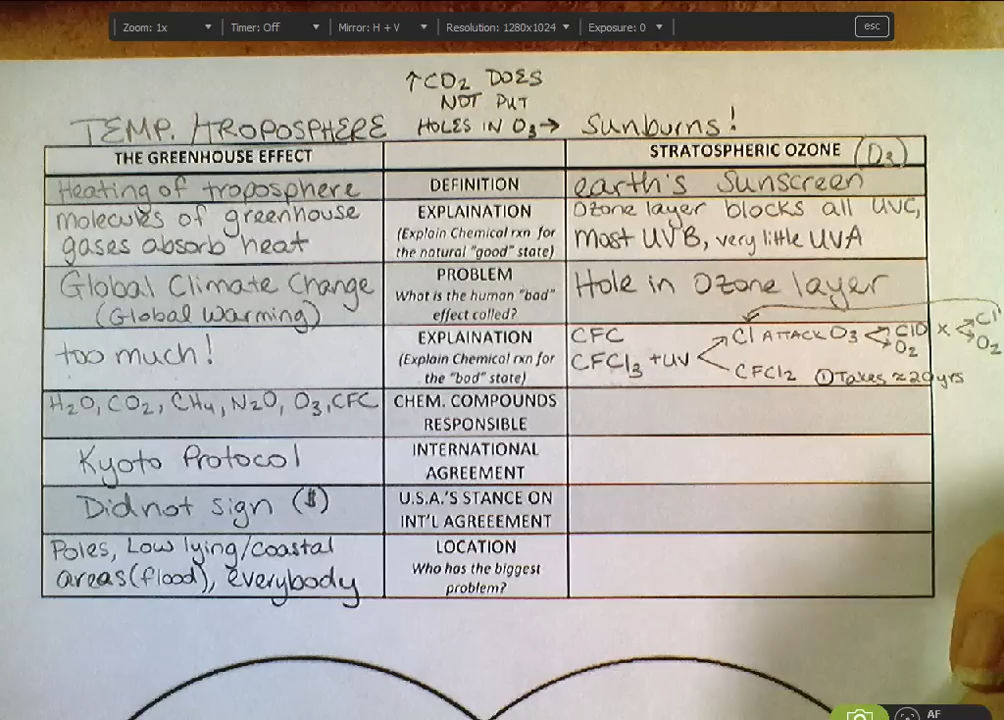 Zoom: 1x Timer: Off Mirror: H + V Resolution: 1280x1024 Exposure: 0 esc
↑CO2 DOES
NOT PUT
TEMP. / TROPOSPHERE HOLES IN O3→ Sunburns!
THE GREENHOUSE EFFECT STRATOSPHERIC OZONE (O3)
Heating of troposphere DEFINITION earth's Sunscreen
molecules of greenhouse EXPLAINATION Ozone layer blocks all UVC,
gases absorb heat (Explain Chemical rxn for most UVB, very little UVA
the natural "good" state)
Global Climate Change PROBLEM Hole in Ozone layer
(Global Warming) What is the human "bad"
effect called?
too much! EXPLAINATION CFC Cl ATTACK O3 ClO X Cl
(Explain Chemical rxn for CFCl3 + UV O2 O2
the "bad" state) CFCl2 ① Takes ≈20yrs
H2O, CO2, CH4, N2O, O3, CFC CHEM. COMPOUNDS
RESPONSIBLE
Kyoto Protocol INTERNATIONAL
AGREEMENT
Did not sign ($) U.S.A.'S STANCE ON
INT'L AGREEEMENT
Poles, Low lying/coastal LOCATION
areas(flood), everybody Who has the biggest
problem?
AF